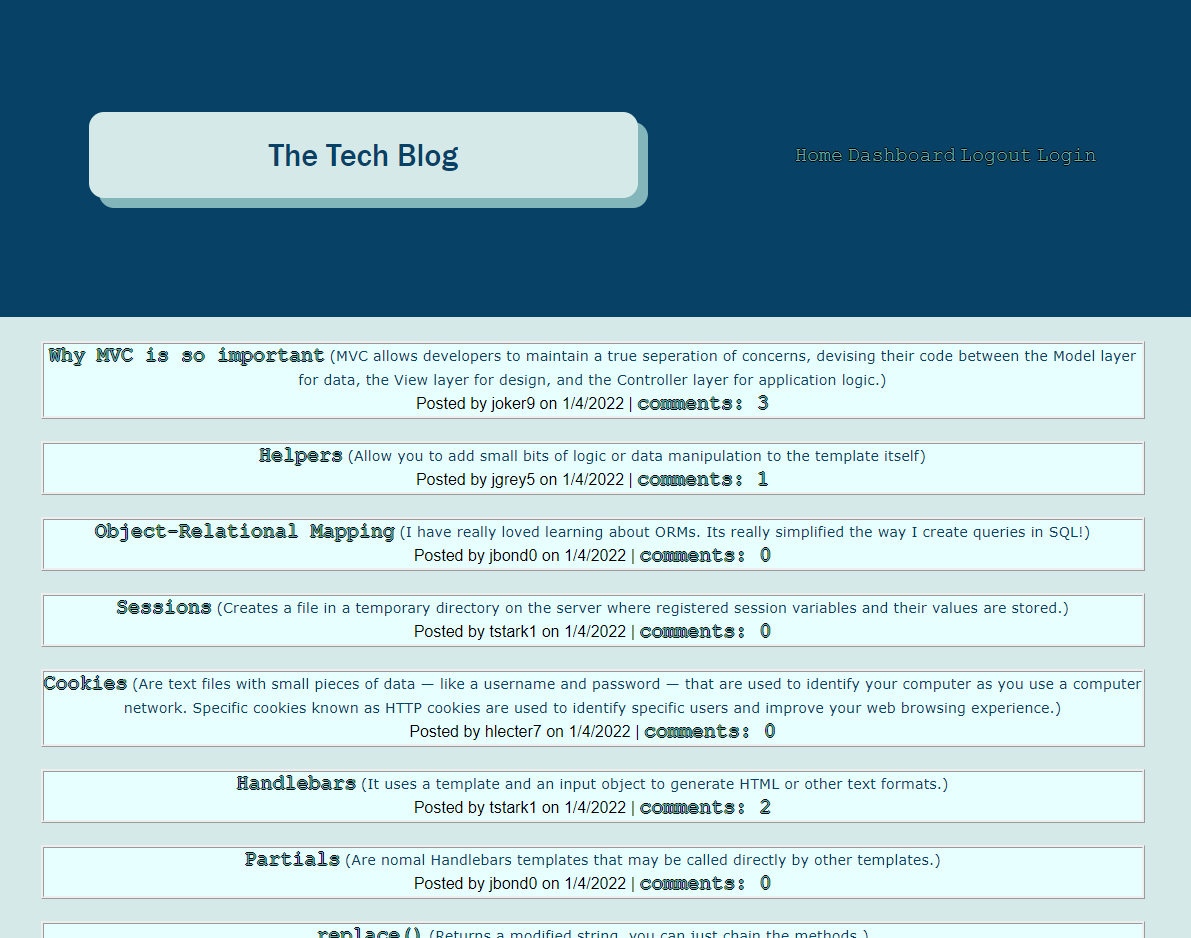 The Tech Blog
Home Dashboard Logout Login
Why MVC is so important (MVC allows developers to maintain a true seperation of concerns, devising their code between the Model layer
for data, the View layer for design, and the Controller layer for application logic.)
Posted by joker9 on 1/4/2022 | comments: 3
Helpers (Allow you to add small bits of logic or data manipulation to the template itself)
Posted by jgrey5 on 1/4/2022 | comments: 1
Object-Relational Mapping (I have really loved learning about ORMs. Its really simplified the way I create queries in SQL!)
Posted by jbond0 on 1/4/2022 | comments: 0
Sessions (Creates a file in a temporary directory on the server where registered session variables and their values are stored.)
Posted by tstark1 on 1/4/2022 | comments: 0
Cookies (Are text files with small pieces of data — like a username and password — that are used to identify your computer as you use a computer
network. Specific cookies known as HTTP cookies are used to identify specific users and improve your web browsing experience.)
Posted by hlecter7 on 1/4/2022 | comments: 0
Handlebars (It uses a template and an input object to generate HTML or other text formats.)
Posted by tstark1 on 1/4/2022 | comments: 2
Partials (Are nomal Handlebars templates that may be called directly by other templates.)
Posted by jbond0 on 1/4/2022 | comments: 0
replace() (Returns a modified string, you can just chain the methods.)